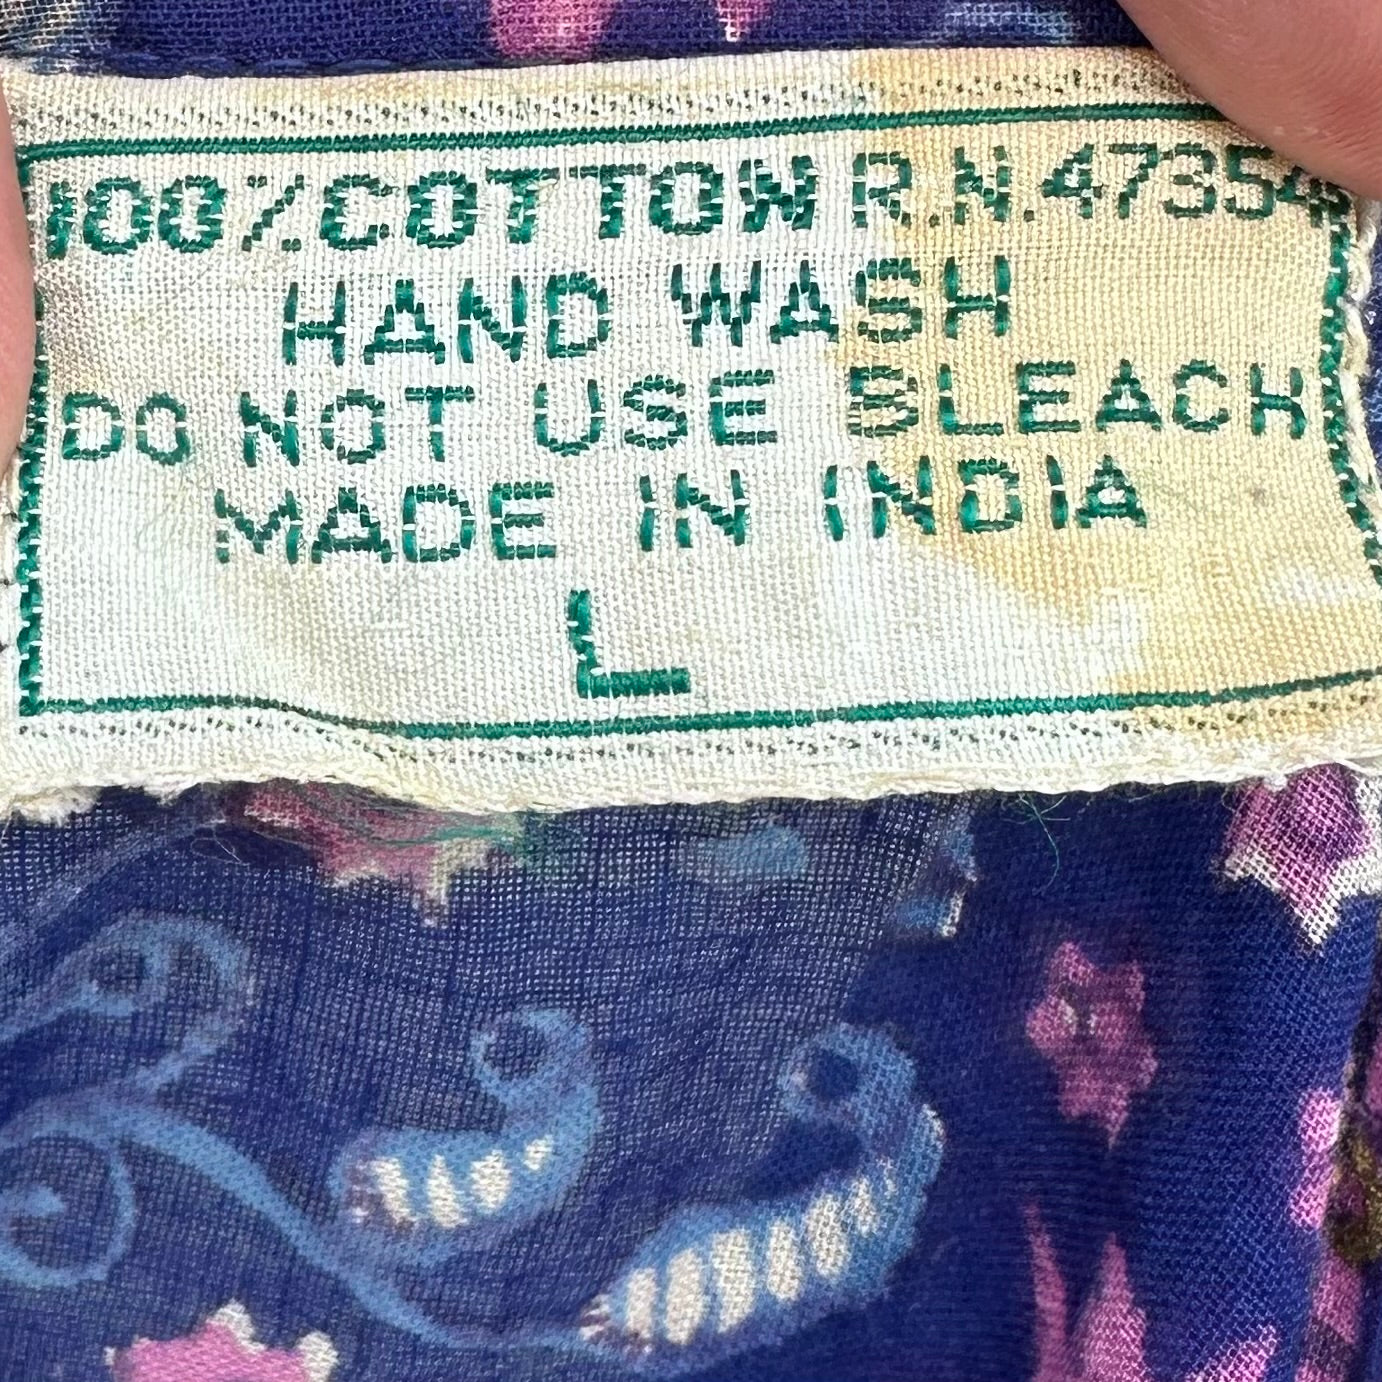 100% COTTON R.N. 47354
HAND WASH
DO NOT USE BLEACH
MADE IN INDIA
L